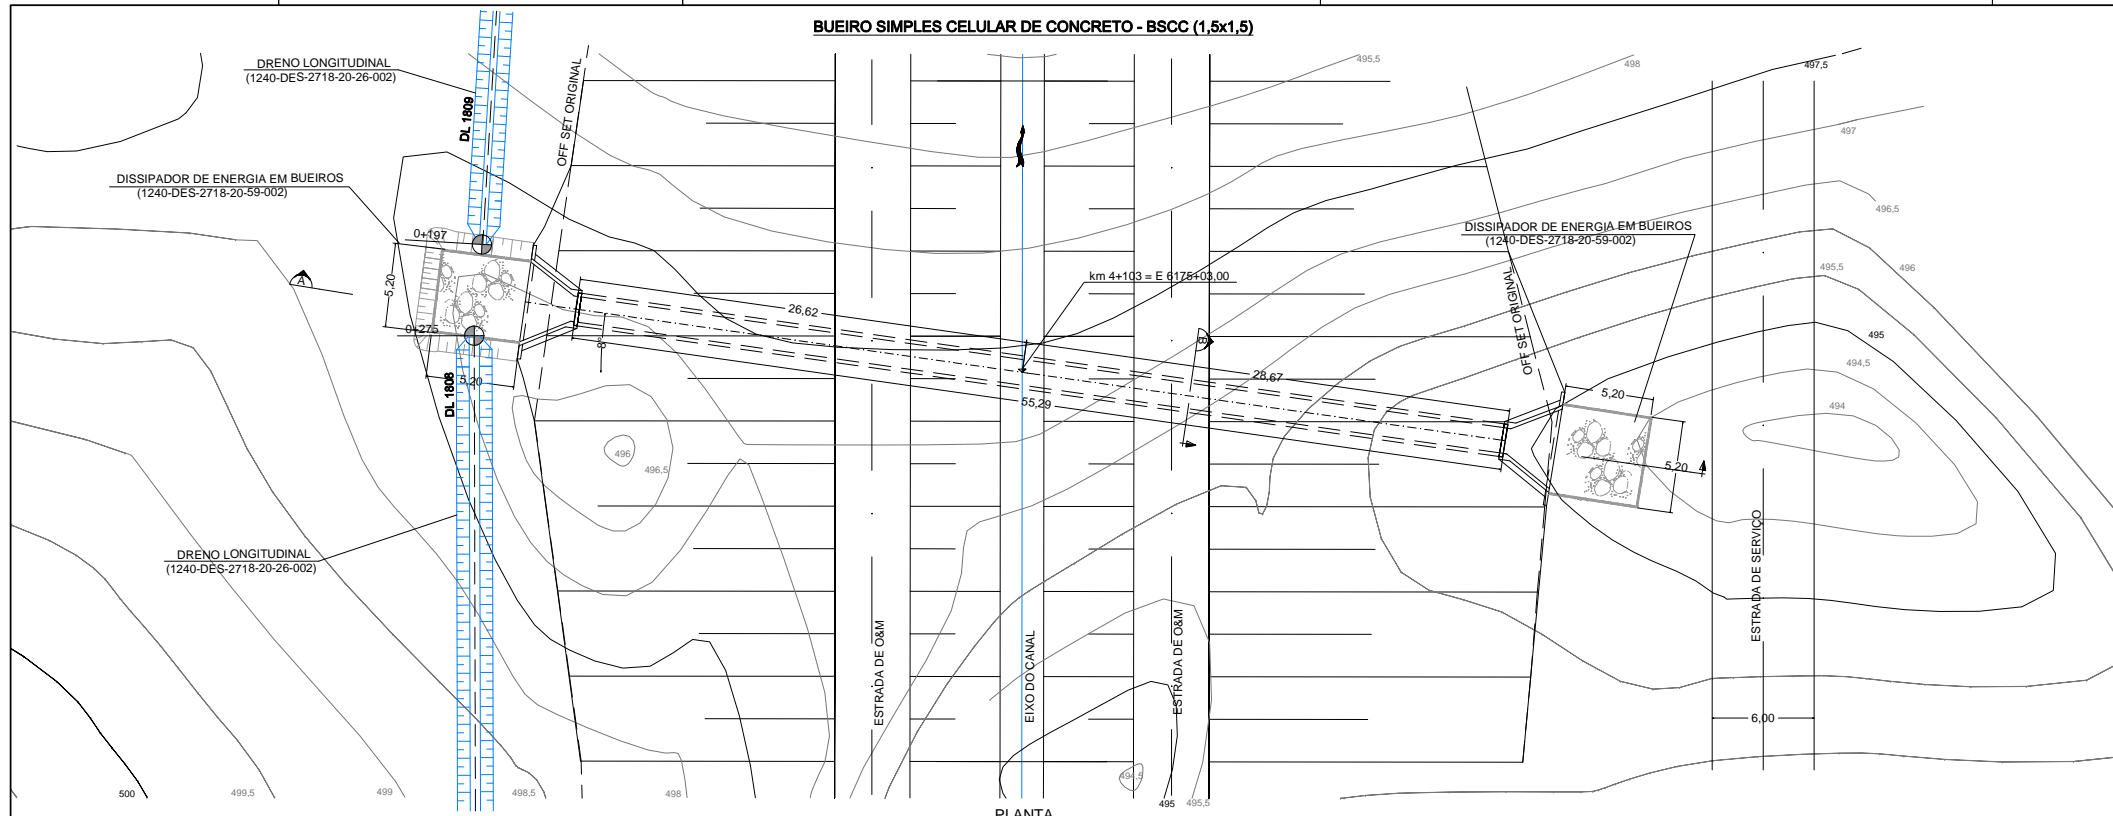 BUEIRO SIMPLES CELULAR DE CONCRETO - BSCC (1,5x1,5)
DRENO LONGITUDINAL
(1240-DES-2718-20-26-002)
DL 1809
OFF SET ORIGINAL
495,5
498
497,5
497
496,5
496
495,5
495
494,5
494
DISSIPADOR DE ENERGIA EM BUEIROS
(1240-DES-2718-20-59-002)
DISSIPADOR DE ENERGIA EM BUEIROS
(1240-DES-2718-20-59-002)
0+197
A
5,20
0+275
5,20
DL 1808
26,62
8°
km 4+103 = E 6175+03,00
B
28,67
55,29
OFF SET ORIGINAL
5,20
5,20
496
496,5
DRENO LONGITUDINAL
(1240-DES-2718-20-26-002)
ESTRADA DE O&M
EIXO DO CANAL
ESTRADA DE O&M
ESTRADA DE SERVIÇO
6,00
500
499,5
499
498,5
498
494,5
495
495,5
PLANTA